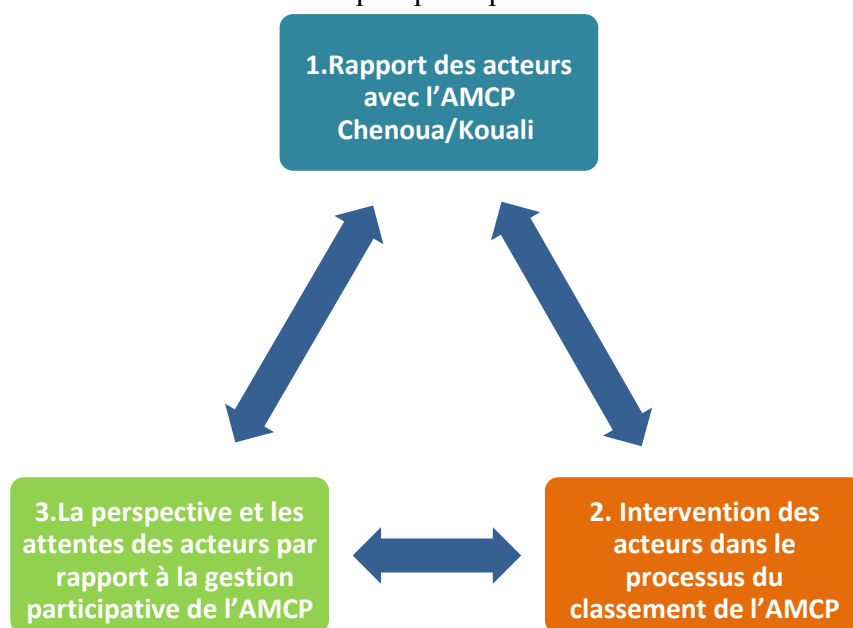 1.Rapport des acteurs
avec l’AMCP
Chenoua/Kouali
3.La perspective et les
attentes des acteurs par
rapport à la gestion
participative de l’AMCP
2. Intervention des
acteurs dans le
processus du
classement de l’AMCP